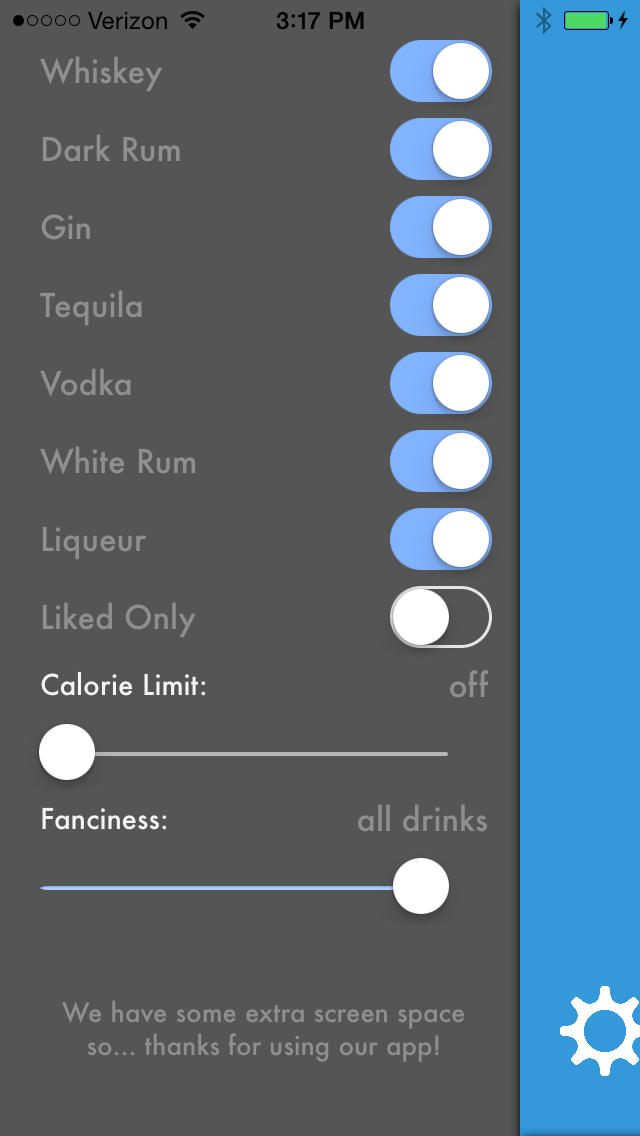 Verizon 3:17 PM
Whiskey
Dark Rum
Gin
Tequila
Vodka
White Rum
Liqueur
Liked Only
Calorie Limit: off
Fanciness: all drinks
We have some extra screen space
so... thanks for using our app!